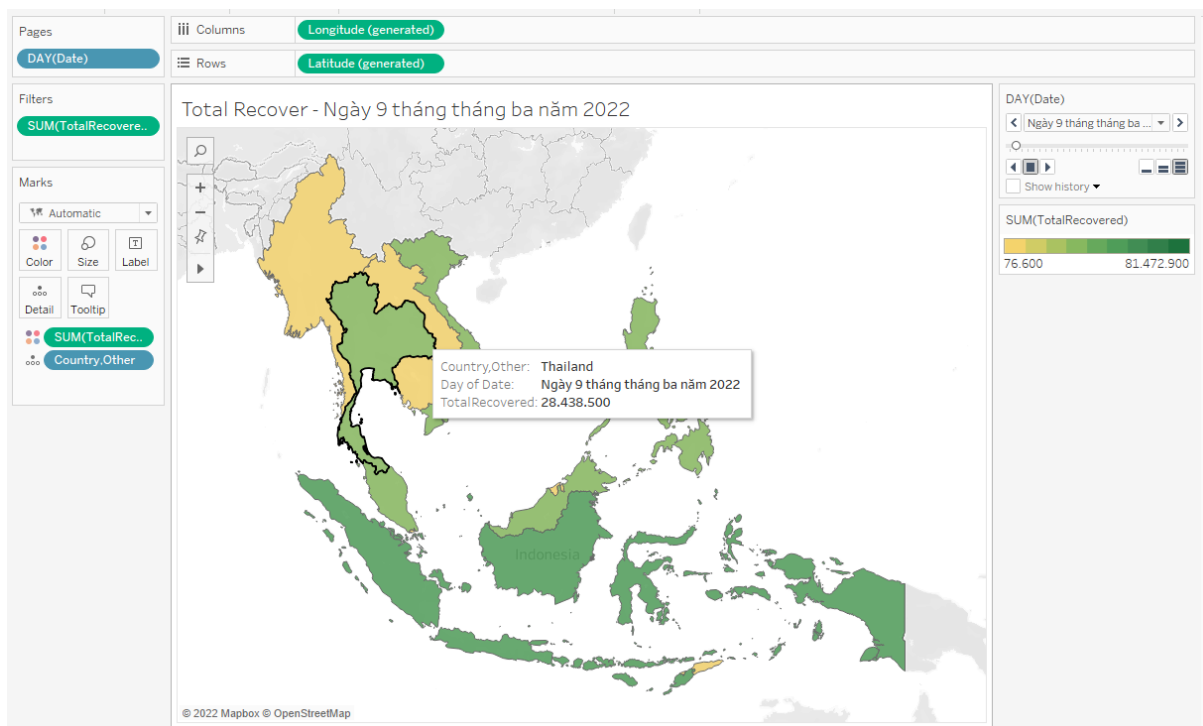 Pages
DAY(Date)
iii Columns
Longitude (generated)
Rows
Latitude (generated)
Filters
SUM(TotalRecovere..
Marks
Automatic
Color
Size
Label
Detail
Tooltip
SUM(TotalRec..
Country,Other
Total Recover - Ngày 9 tháng tháng ba năm 2022
Country,Other: Thailand
Day of Date: Ngày 9 tháng tháng ba năm 2022
TotalRecovered: 28.438.500
Indonesia
© 2022 Mapbox © OpenStreetMap
DAY(Date)
Ngày 9 tháng tháng ba ...
Show history
SUM(TotalRecovered)
76.600 81.472.900